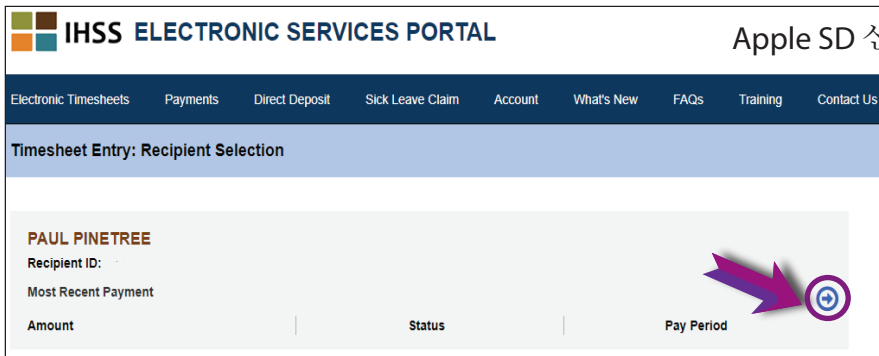 IHSS ELECTRONIC SERVICES PORTAL
Apple SD 산
Electronic Timesheets Payments Direct Deposit Sick Leave Claim Account What's New FAQs Training Contact Us
Timesheet Entry: Recipient Selection
PAUL PINETREE
Recipient ID:
Most Recent Payment
Amount Status Pay Period